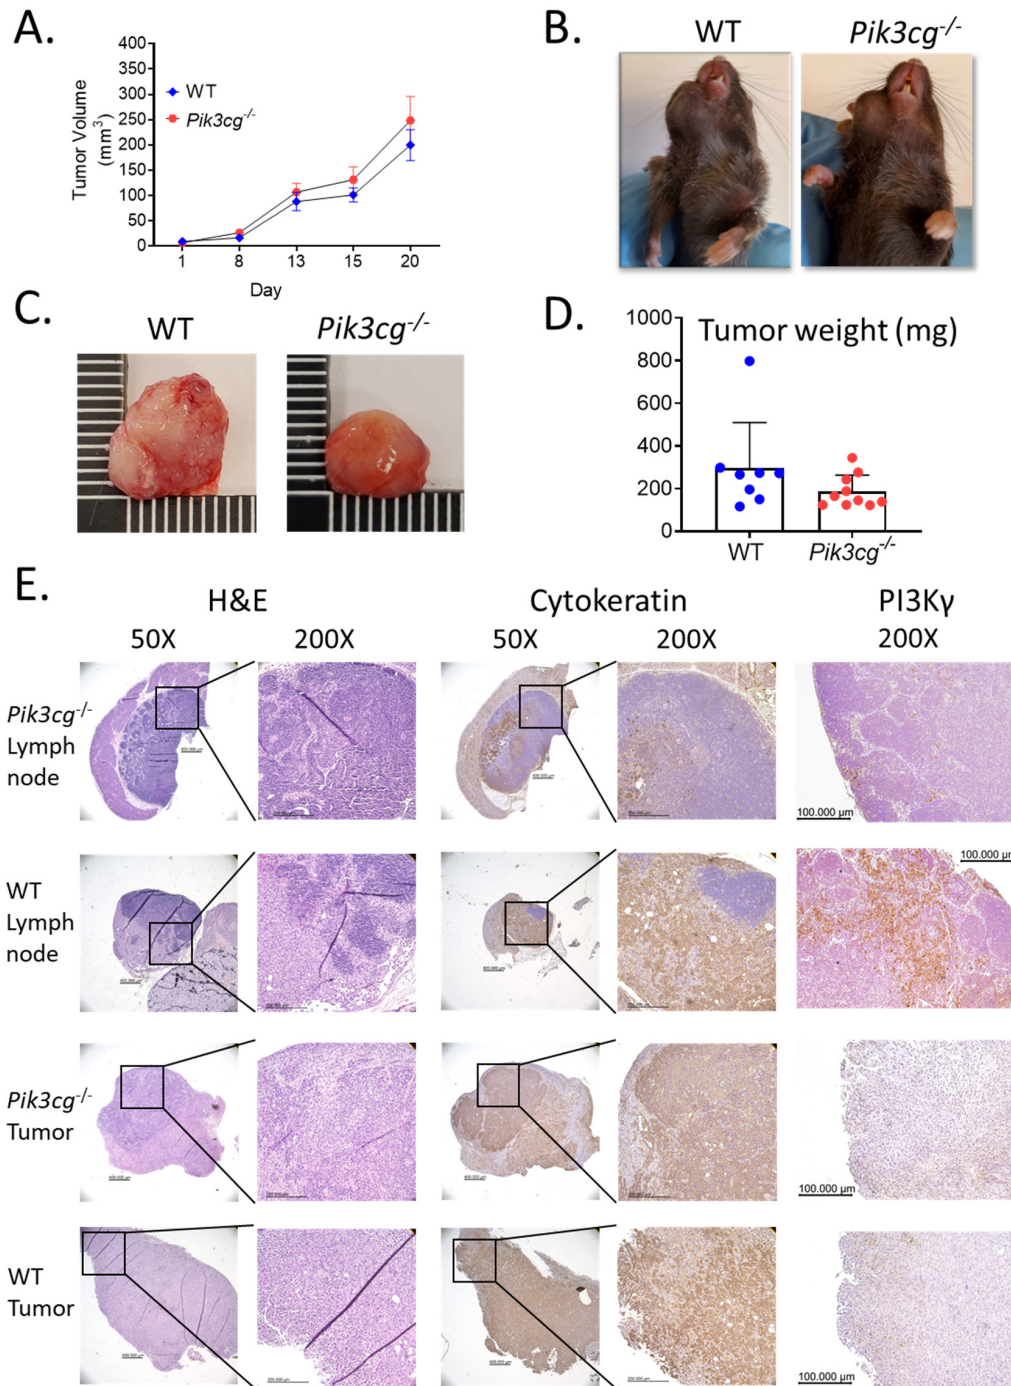 A.
400
350
300
250
200
150
100
50
0
Tumor Volume
(mm³)
WT
Pik3cg-/-
1 8 13 15 20
Day
B.
WT Pik3cg-/-
C.
WT Pik3cg-/-
D.
Tumor weight (mg)
1000
800
600
400
200
0
WT Pik3cg-/-
E.
H&E Cytokeratin PI3Kγ
50X 200X 50X 200X 200X
Pik3cg-/-
Lymph
node
100.000 µm
WT
Lymph
node
100.000 µm
Pik3cg-/-
Tumor
100.000 µm
WT
Tumor
100.000 µm